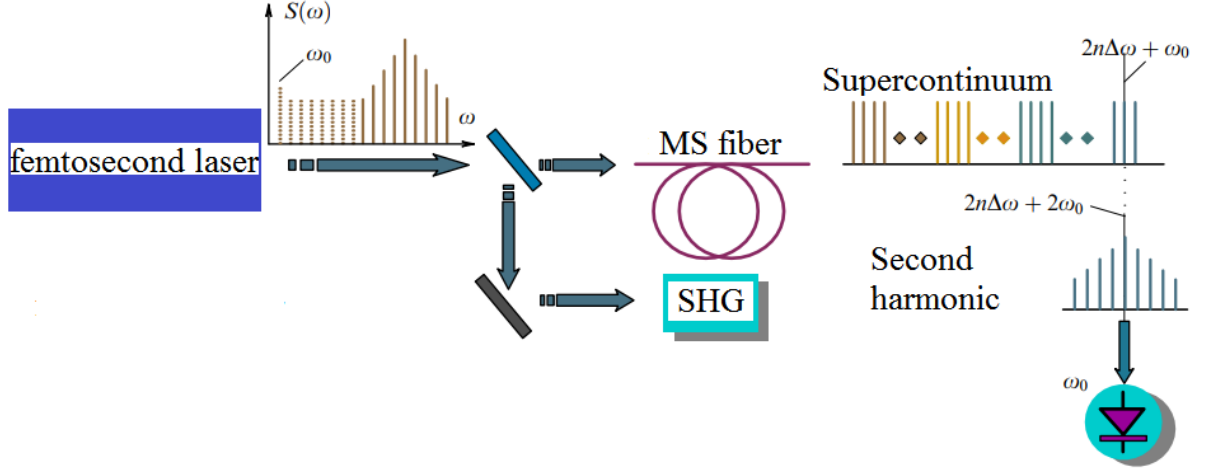 S(ω)
ω₀
ω
femtosecond laser
MS fiber
Supercontinuum
2nΔω + ω₀
2nΔω + 2ω₀
Second
harmonic
SHG
ω₀